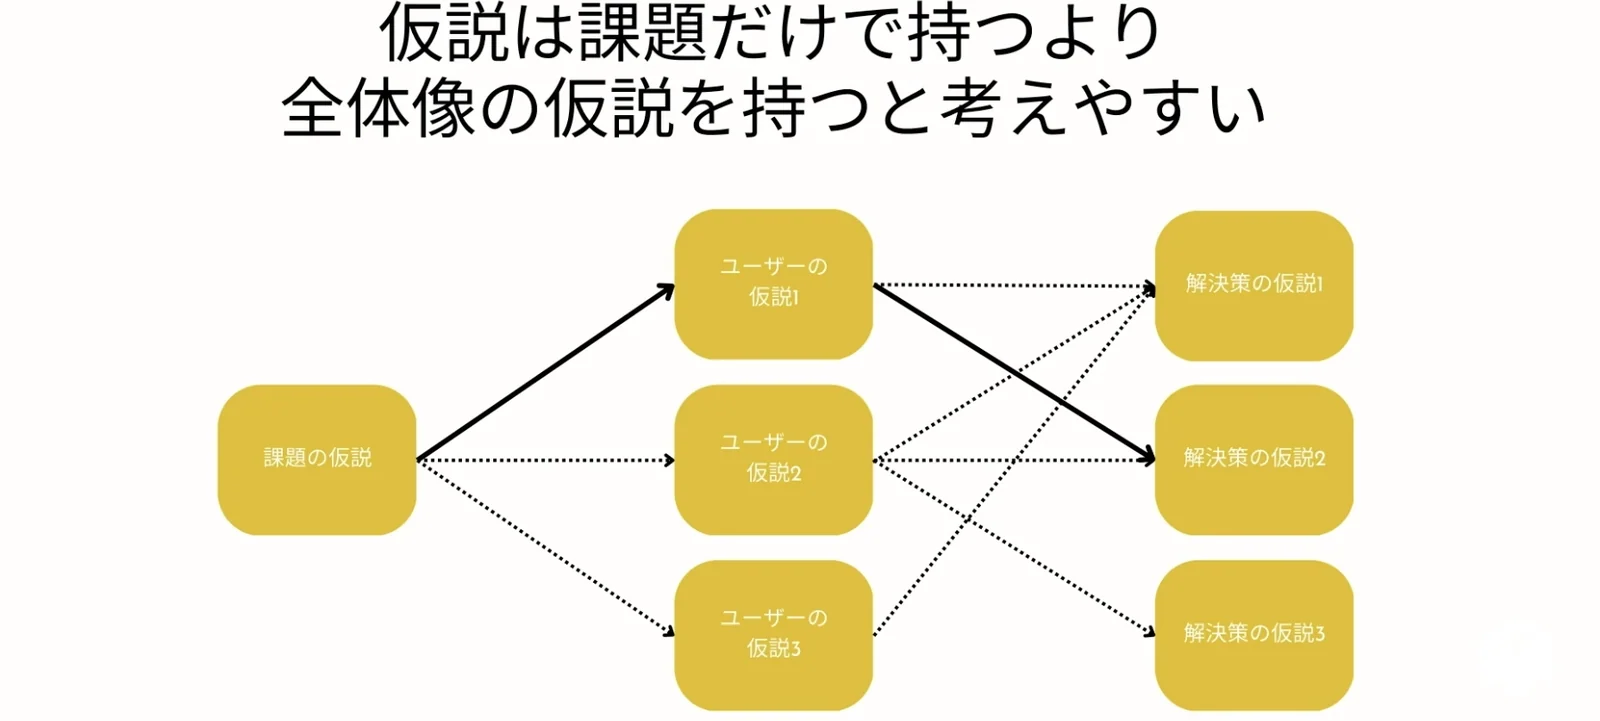 仮説は課題だけで持つより
全体像の仮説を持つと考えやすい
課題の仮説
ユーザーの
仮説1
ユーザーの
仮説2
ユーザーの
仮説3
解決策の仮説1
解決策の仮説2
解決策の仮説3